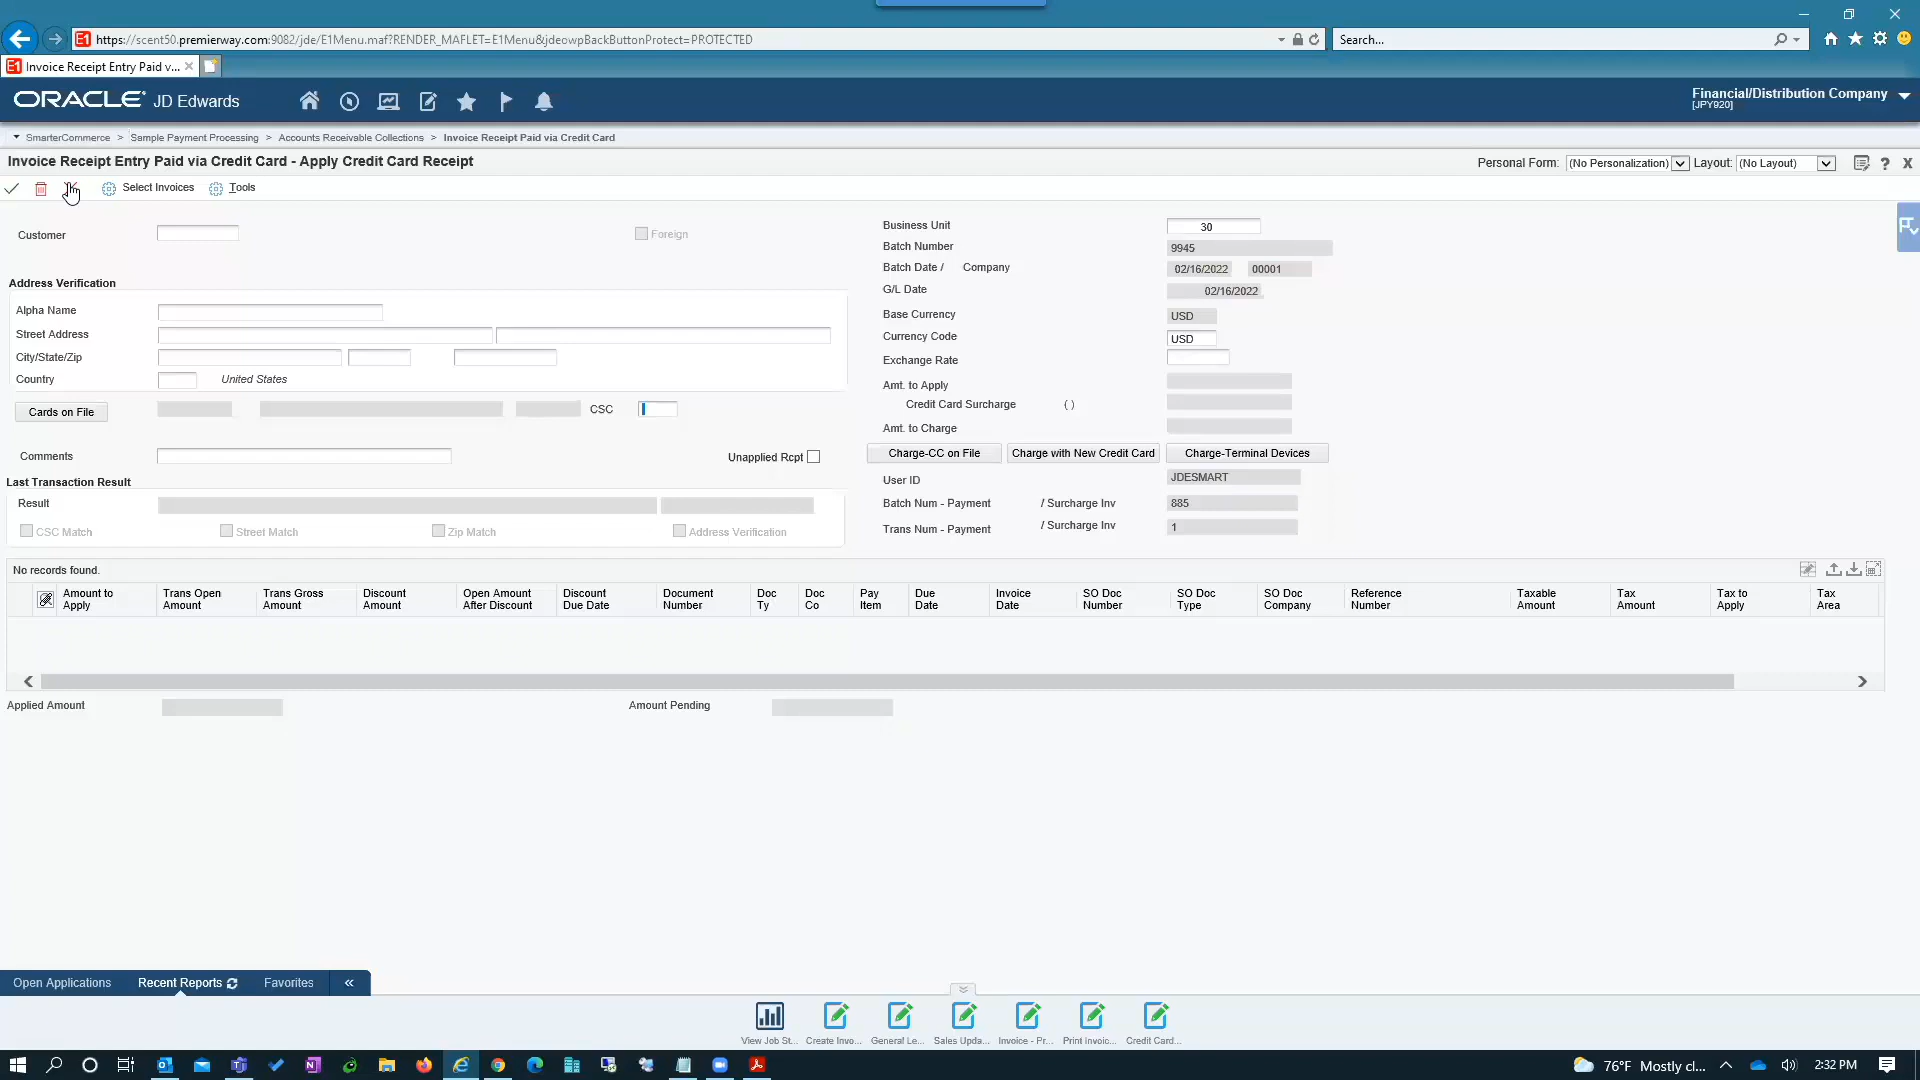 https://scent50.premierway.com:9082/jde/E1Menu.maf?RENDER_MAFLET=E1Menu&jdeowpBackButtonProtect=PROTECTED
Search...
E1 Invoice Receipt Entry Paid v...
ORACLE JD Edwards
Financial/Distribution Company
[JPY920]
SmarterCommerce > Sample Payment Processing > Accounts Receivable Collections > Invoice Receipt Paid via Credit Card
Invoice Receipt Entry Paid via Credit Card - Apply Credit Card Receipt
Personal Form: (No Personalization) Layout: (No Layout)
Select Invoices Tools
Customer
Foreign
Address Verification
Alpha Name
Street Address
City/State/Zip
Country United States
Cards on File
CSC
Comments
Unapplied Rcpt
Last Transaction Result
Result
CSC Match Street Match Zip Match Address Verification
Business Unit 30
Batch Number 9945
Batch Date / Company 02/16/2022 00001
G/L Date 02/16/2022
Base Currency USD
Currency Code USD
Exchange Rate
Amt. to Apply
Credit Card Surcharge ( )
Amt. to Charge
Charge-CC on File Charge with New Credit Card Charge-Terminal Devices
User ID JDESMART
Batch Num - Payment / Surcharge Inv 885
Trans Num - Payment / Surcharge Inv 1
No records found.
Amount to Apply Trans Open Amount Trans Gross Amount Discount Amount Open Amount After Discount Discount Due Date Document Number Doc Ty Doc Co Pay Item Due Date Invoice Date SO Doc Number SO Doc Type SO Doc Company Reference Number Taxable Amount Tax Amount Tax to Apply Tax Area
Applied Amount
Amount Pending
Open Applications Recent Reports Favorites
View Job St... Create Invo... General Le... Sales Upda... Invoice - Pr... Print Invoic... Credit Card...
76°F Mostly cl... 2:32 PM